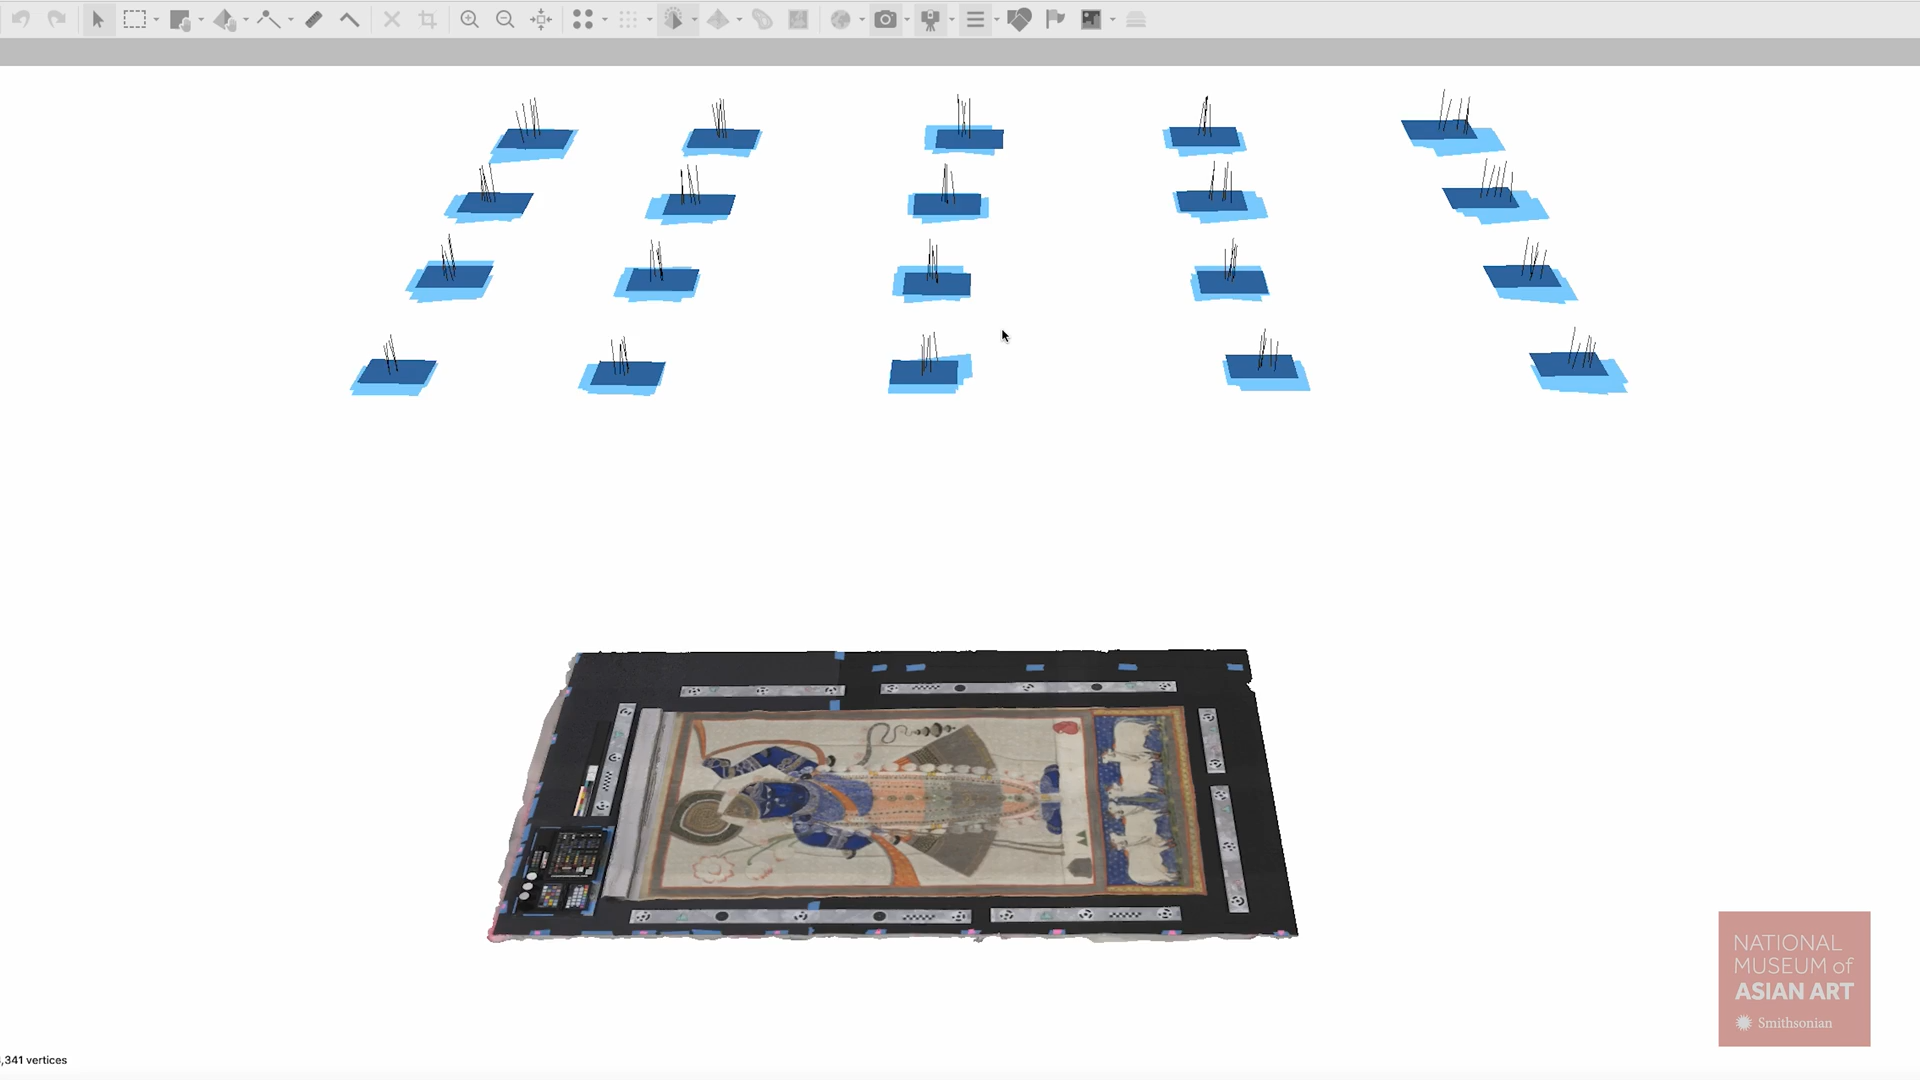 NATIONAL
MUSEUM of
ASIAN ART
Smithsonian
,341 vertices